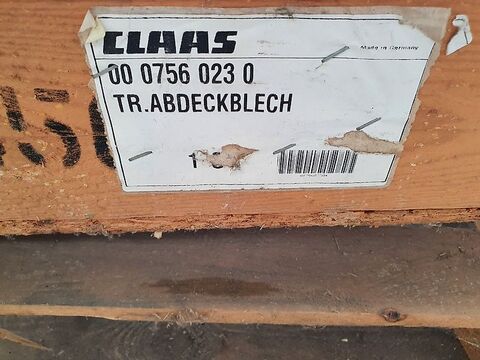 CLAAS
Made in Germany
00 0756 023 0
TR.ABDECKBLECH